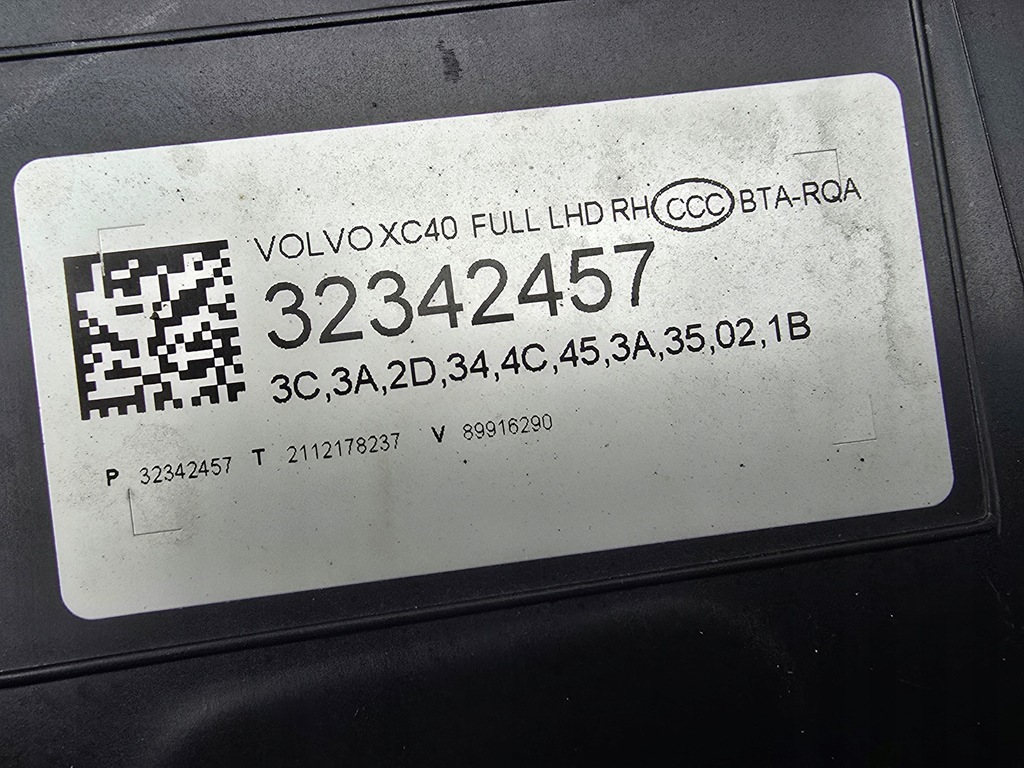 VOLVO XC40 FULL LHD RH CCC BTA-RQA
32342457
3C,3A,2D,34,4C,45,3A,35,02,1B
P 32342457 T 2112178237 V 89916290